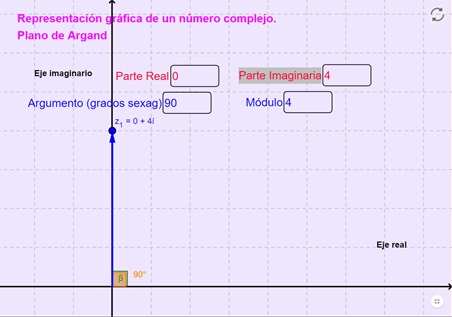 Representación gráfica de un número complejo.
Plano de Argand
Eje imaginario
Parte Real 0
Parte Imaginaria 4
Argumento (grados sexag) 90
Módulo 4
z₁ = 0 + 4i
Eje real
β
90°